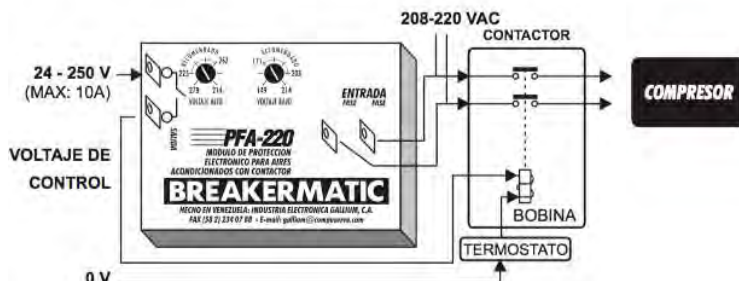 208-220 VAC
CONTACTOR
24 - 250 V
(MAX: 10A)
RECOMENDADO
RECOMENDADO
VOLTAJE ALTO
VOLTAJE BAJO
ENTRADA
FASE FASE
COMPRESOR
PFA-220
MODULO DE PROTECCION
ELECTRONICO PARA AIRES
ACONDICIONADOS CON CONTACTOR
VOLTAJE DE
CONTROL
BREAKERMATIC
HECHO EN VENEZUELA: INDUSTRIA ELECTRONICA GALLIUM, C.A.
BOBINA
TERMOSTATO
0 V